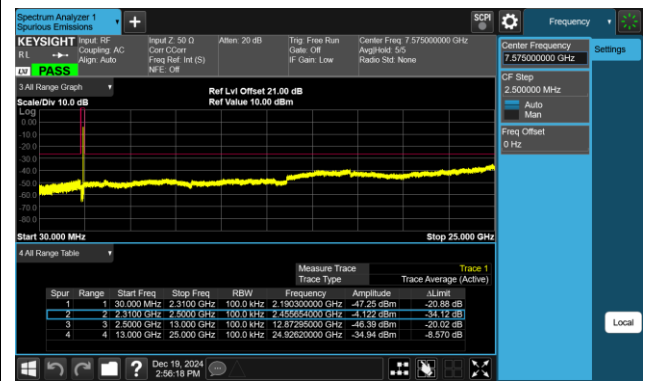 Spectrum Analyzer 1
Spurious Emissions
SCPI
Frequency
KEYSIGHT
RL
LXI
PASS
Input: RF
Coupling: AC
Align: Auto
Input Z: 50 Ω
Corr CCorr
Freq Ref: Int (S)
NFE: Off
Atten: 20 dB
Trig: Free Run
Gate: Off
IF Gain: Low
Center Freq: 7.575000000 GHz
Avg|Hold: 5/5
Radio Std: None
Center Frequency
7.575000000 GHz
Settings
CF Step
2.500000 MHz
Auto
Man
Freq Offset
0 Hz
3 All Range Graph
Scale/Div 10.0 dB
Ref Lvl Offset 21.00 dB
Ref Value 10.00 dBm
Log
0.00
-10.0
-20.0
-30.0
-40.0
-50.0
-60.0
-70.0
-80.0
Start 30.000 MHz
Stop 25.000 GHz
4 All Range Table
Measure Trace Trace 1
Trace Type Trace Average (Active)
Spur Range Start Freq Stop Freq RBW Frequency Amplitude ΔLimit
1 1 30.000 MHz 2.3100 GHz 100.0 kHz 2.190300000 GHz -47.25 dBm -20.88 dB
2 2 2.3100 GHz 2.5000 GHz 100.0 kHz 2.455654000 GHz -4.122 dBm -34.12 dB
3 3 2.5000 GHz 13.000 GHz 100.0 kHz 12.87295000 GHz -46.39 dBm -20.02 dB
4 4 13.000 GHz 25.000 GHz 100.0 kHz 24.92620000 GHz -34.94 dBm -8.570 dB
Local
?
Dec 19, 2024
2:56:18 PM